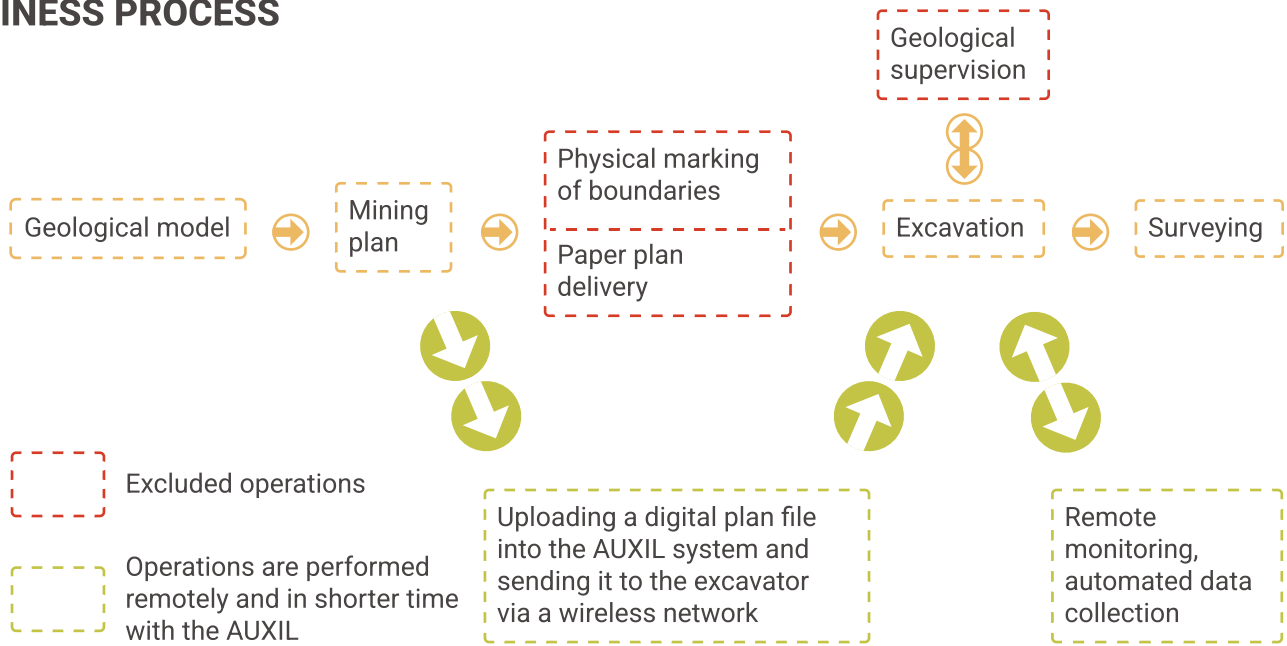 INESS PROCESS
Geological
supervision
Geological model
Mining
plan
Physical marking
of boundaries
Paper plan
delivery
Excavation
Surveying
Excluded operations
Operations are performed
remotely and in shorter time
with the AUXIL
Uploading a digital plan file
into the AUXIL system and
sending it to the excavator
via a wireless network
Remote
monitoring,
automated data
collection